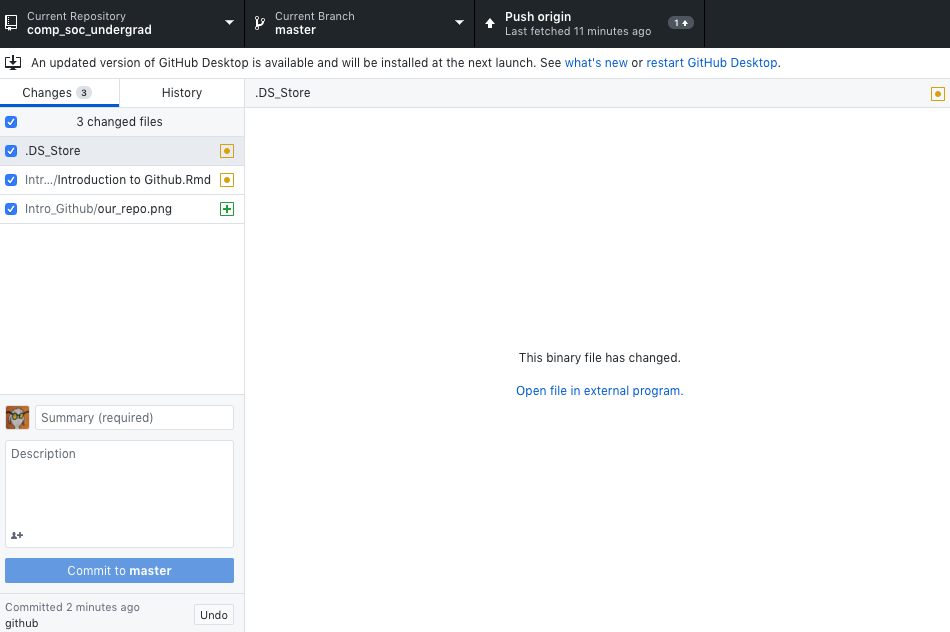 Current Repository
comp_soc_undergrad
Current Branch
master
Push origin
Last fetched 11 minutes ago
1
An updated version of GitHub Desktop is available and will be installed at the next launch. See what's new or restart GitHub Desktop.
Changes 3
History
.DS_Store
3 changed files
.DS_Store
Intr.../Introduction to Github.Rmd
Intro_Github/our_repo.png
This binary file has changed.
Open file in external program.
Summary (required)
Description
Commit to master
Committed 2 minutes ago
github
Undo